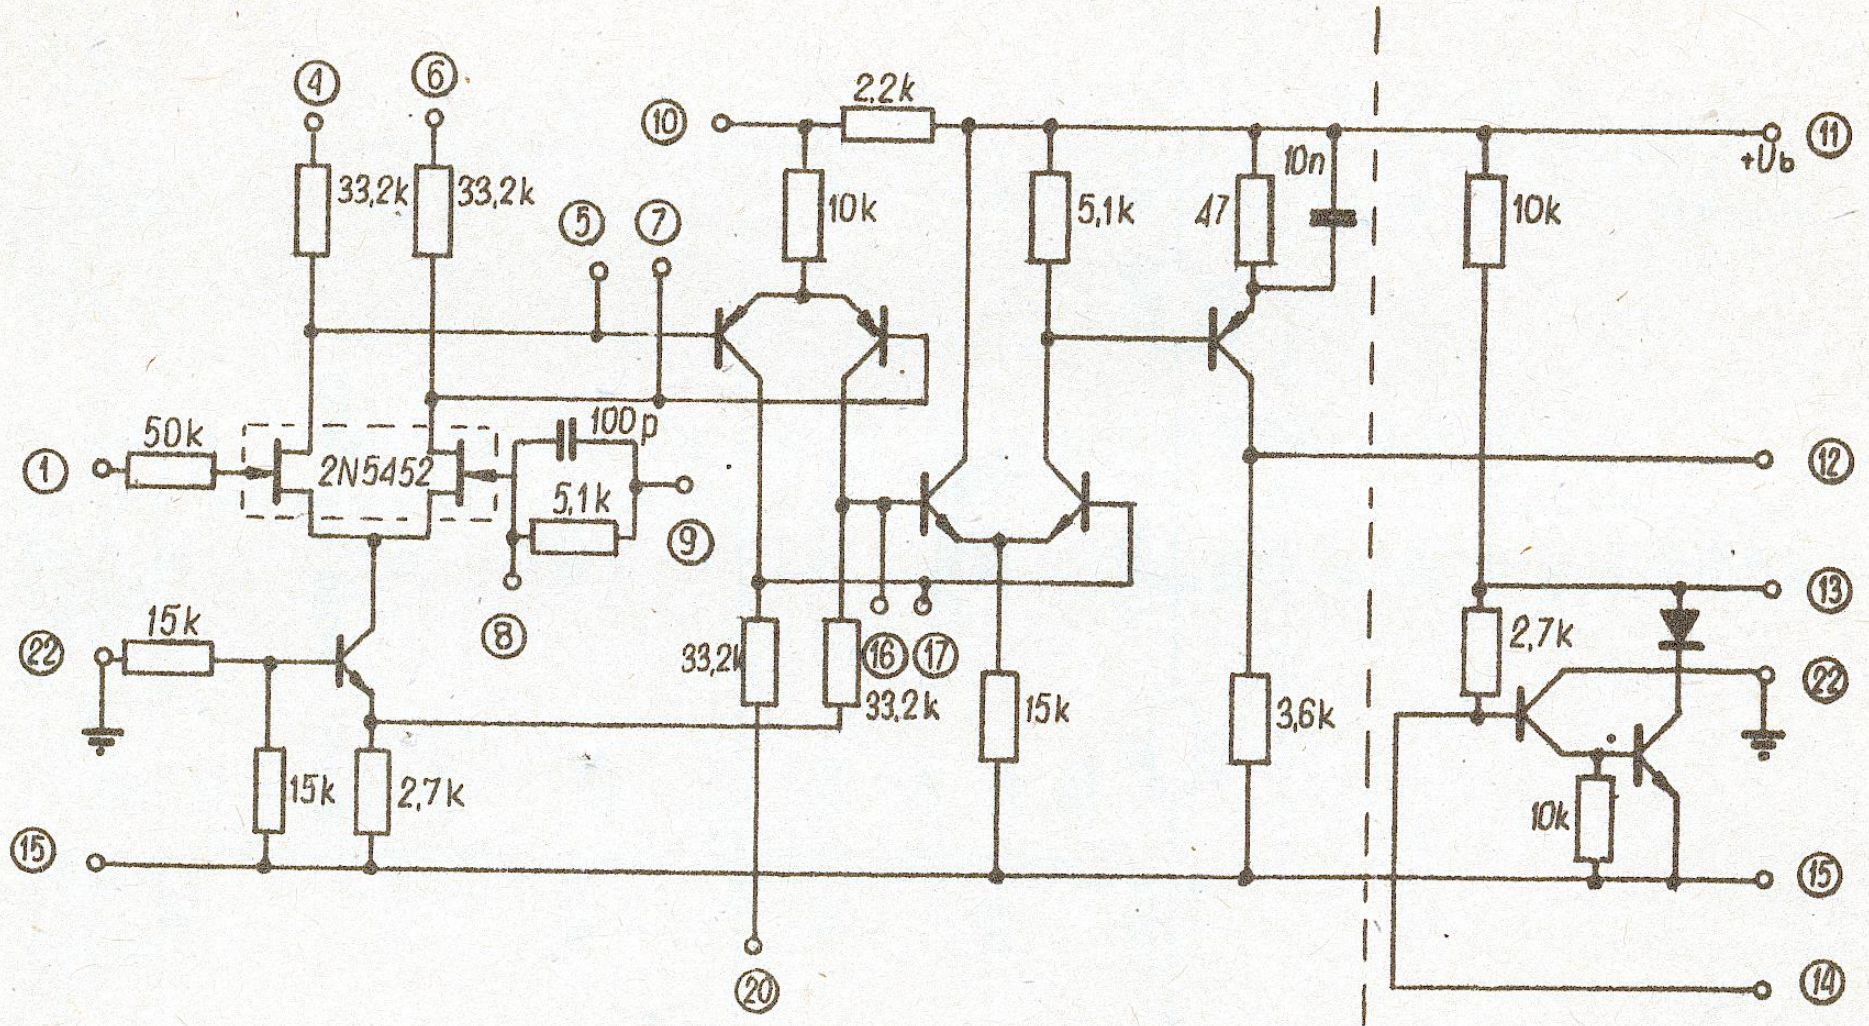 ④ ⑥
⑩ 2,2k ⑪
+Ub
33,2k 33,2k
⑤ ⑦
10k 5,1k 47 10n 10k
① 50k 2N5452 100p
5,1k ⑨
⑧
⑫
⑬
㉒ 15k
33,2k ⑯ ⑰
33,2k
15k 3,6k 2,7k ㉒
15k 2,7k 10k
⑮ ⑮
⑳ ⑭